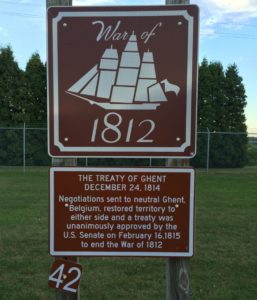 War of
1812
THE TREATY OF GHENT
DECEMBER 24, 1814
Negotiations sent to neutral Ghent,
"Belgium, restored territory to"
either side and a treaty was
unanimously approved by the
U.S. Senate on February 16,1815
to end the War of 1812
42